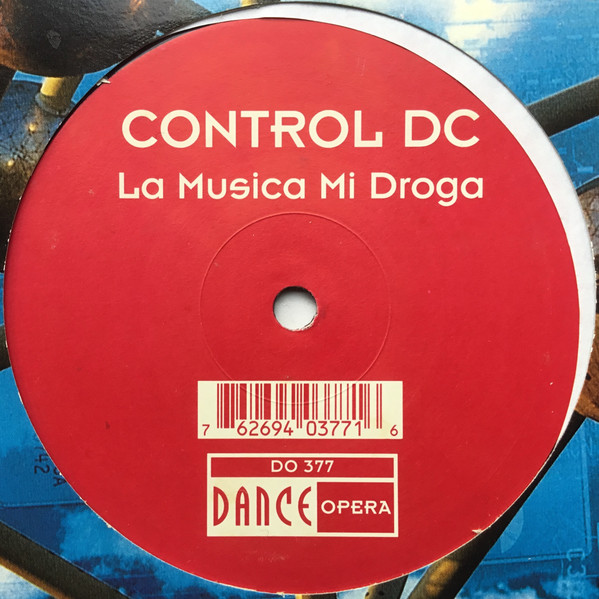 CONTROL DC
La Musica Mi Droga
7 62694 03771 6
DO 377
DANCE OPERA